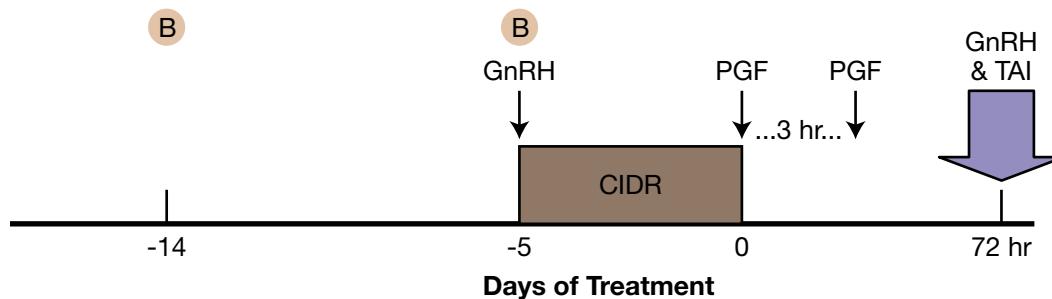 B
B
GnRH
PGF
PGF
GnRH
& TAI
...3 hr...
CIDR
-14
-5
0
72 hr
Days of Treatment